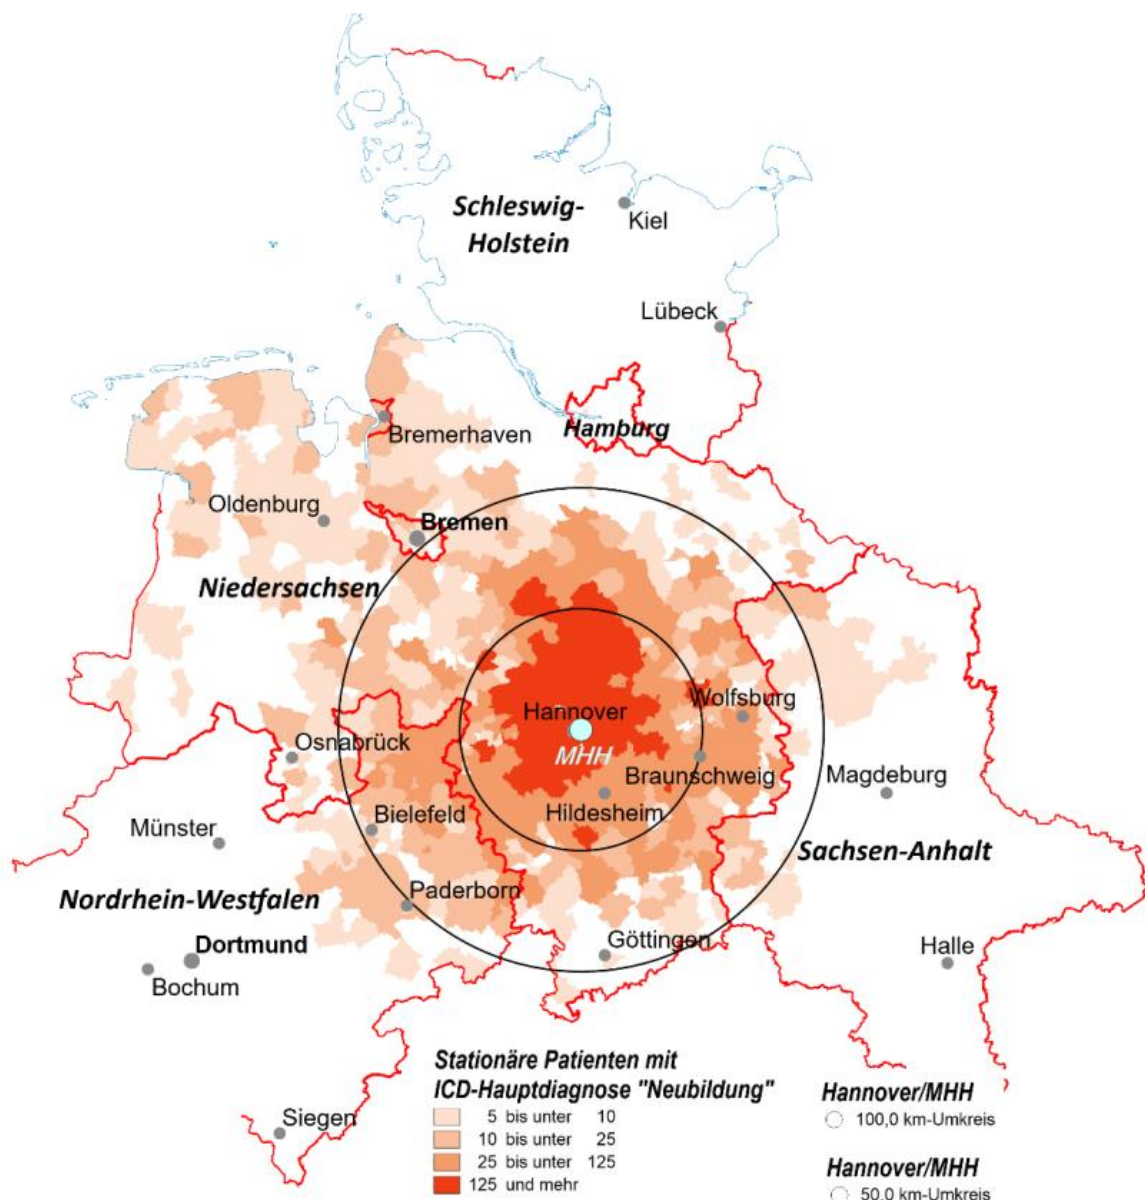 Schleswig-
Holstein
Kiel
Lübeck
Hamburg
Bremerhaven
Oldenburg
Bremen
Niedersachsen
Wolfsburg
Hannover
MHH
Osnabrück
Braunschweig
Magdeburg
Hildesheim
Bielefeld
Münster
Sachsen-Anhalt
Paderborn
Nordrhein-Westfalen
Göttingen
Dortmund
Halle
Bochum
Stationäre Patienten mit
ICD-Hauptdiagnose "Neubildung"
5 bis unter 10
10 bis unter 25
25 bis unter 125
125 und mehr
Siegen
Hannover/MHH
100,0 km-Umkreis
Hannover/MHH
50,0 km-Umkreis